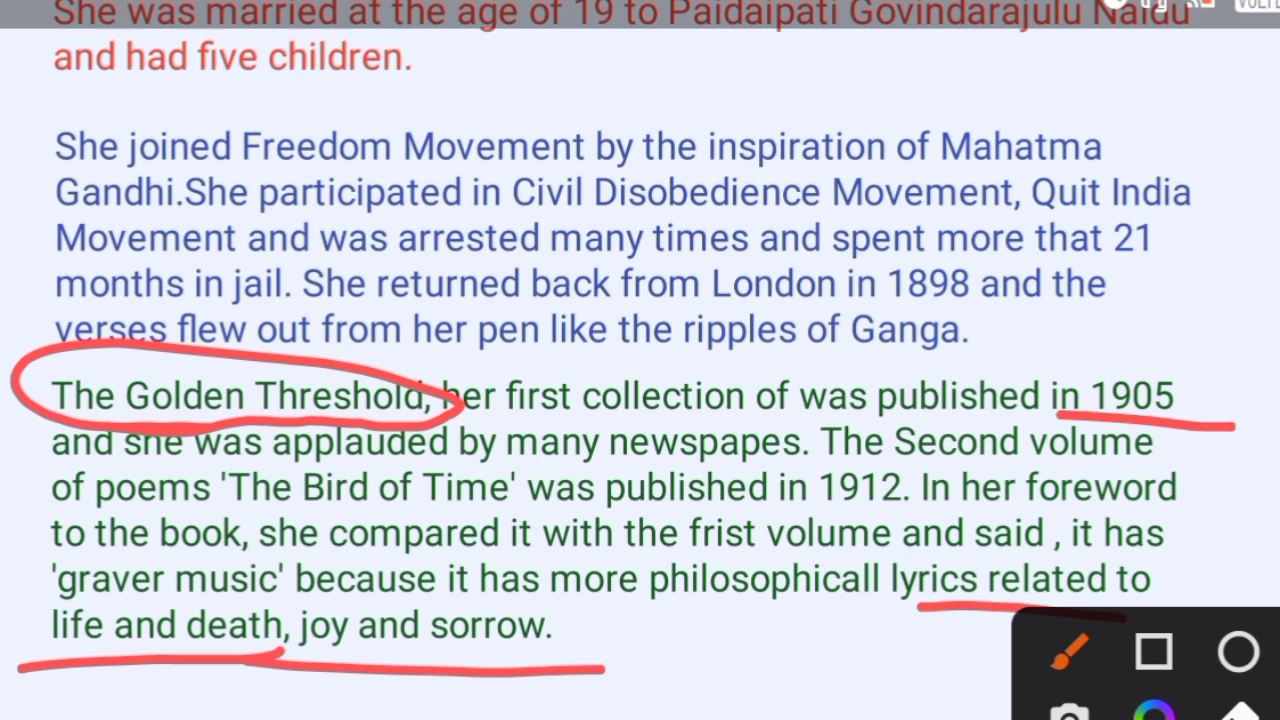 She was married at the age of 19 to Paidaipati Govindarajulu Naidu
and had five children.
She joined Freedom Movement by the inspiration of Mahatma
Gandhi.She participated in Civil Disobedience Movement, Quit India
Movement and was arrested many times and spent more that 21
months in jail. She returned back from London in 1898 and the
verses flew out from her pen like the ripples of Ganga.
The Golden Threshold, her first collection of was published in 1905
and she was applauded by many newspapes. The Second volume
of poems 'The Bird of Time' was published in 1912. In her foreword
to the book, she compared it with the frist volume and said , it has
'graver music' because it has more philosophicall lyrics related to
life and death, joy and sorrow.